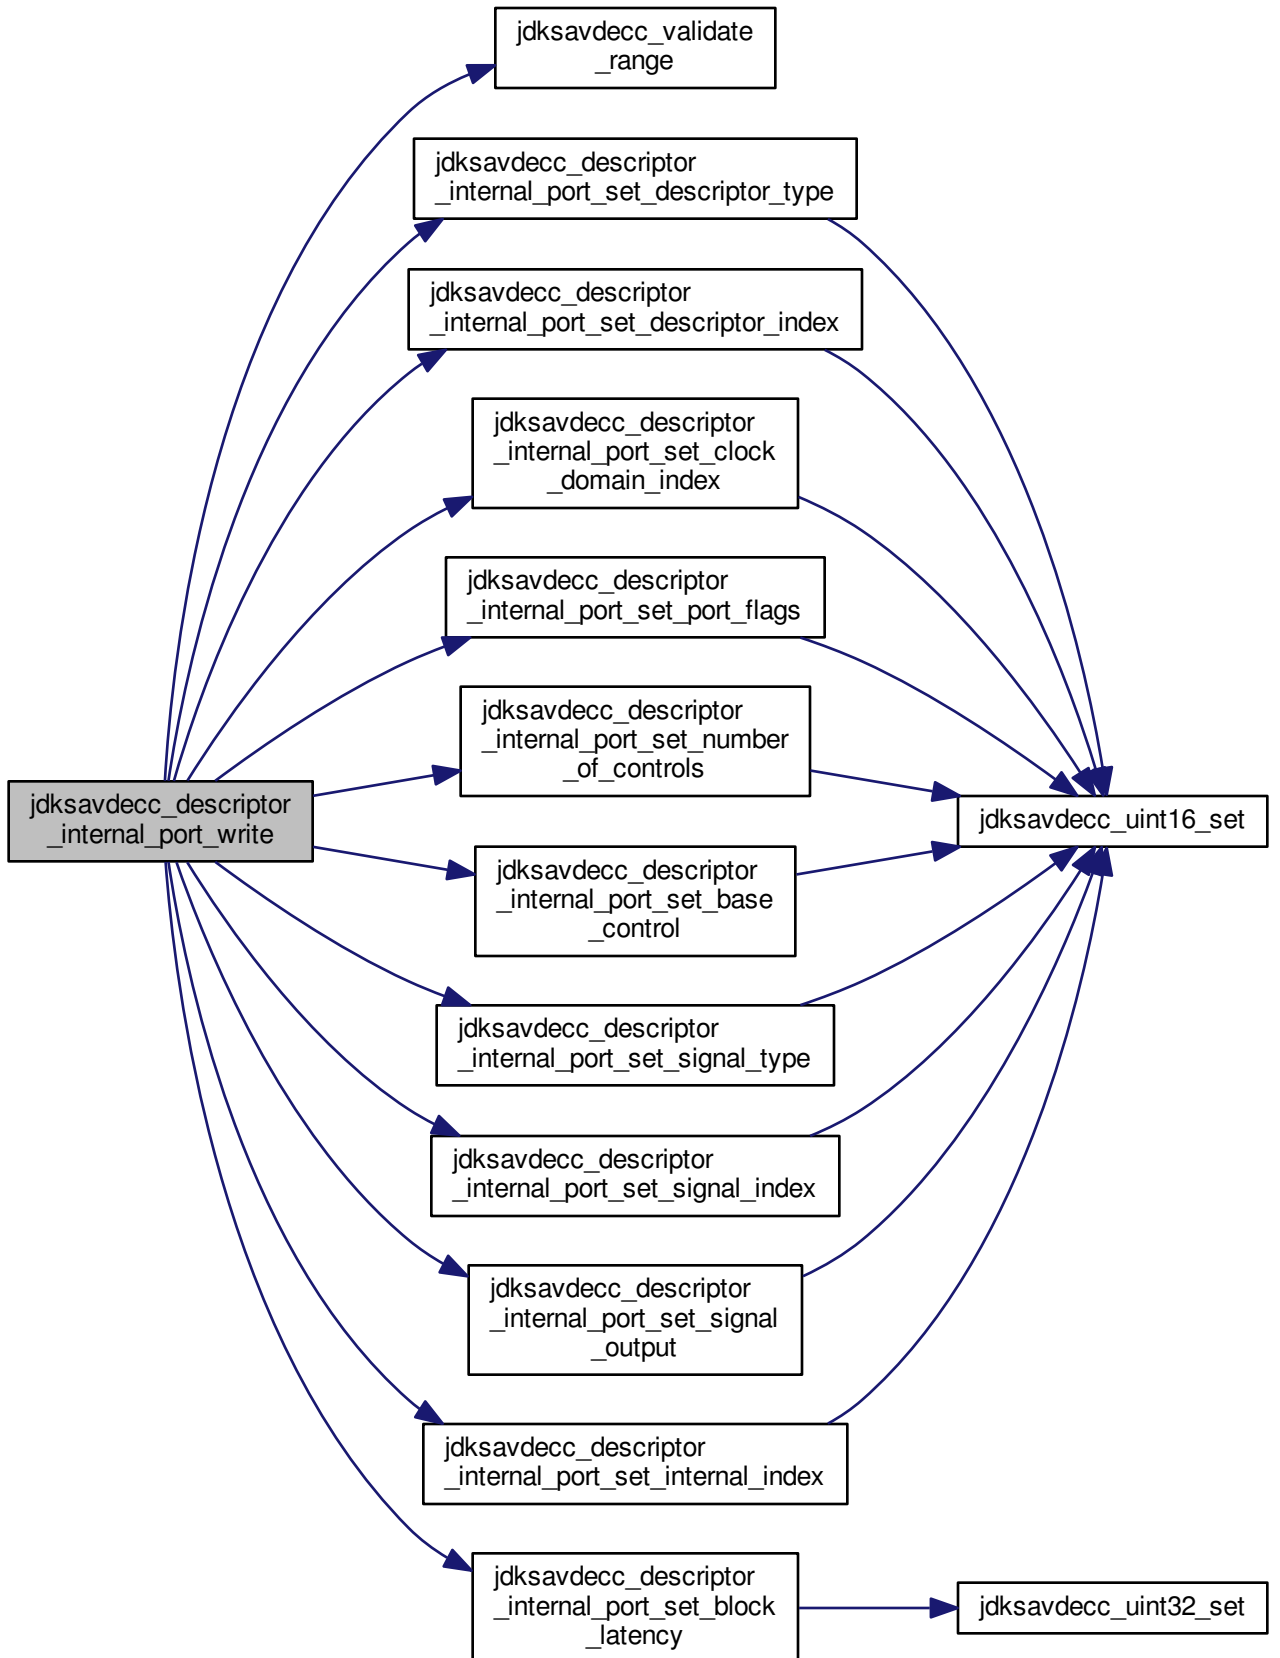 jdksavdecc_validate
_range
jdksavdecc_descriptor
_internal_port_set_descriptor_type
jdksavdecc_descriptor
_internal_port_set_descriptor_index
jdksavdecc_descriptor
_internal_port_set_clock
_domain_index
jdksavdecc_descriptor
_internal_port_set_port_flags
jdksavdecc_descriptor
_internal_port_set_number
_of_controls
jdksavdecc_descriptor
_internal_port_write
jdksavdecc_uint16_set
jdksavdecc_descriptor
_internal_port_set_base
_control
jdksavdecc_descriptor
_internal_port_set_signal_type
jdksavdecc_descriptor
_internal_port_set_signal_index
jdksavdecc_descriptor
_internal_port_set_signal
_output
jdksavdecc_descriptor
_internal_port_set_internal_index
jdksavdecc_descriptor
_internal_port_set_block
_latency
jdksavdecc_uint32_set